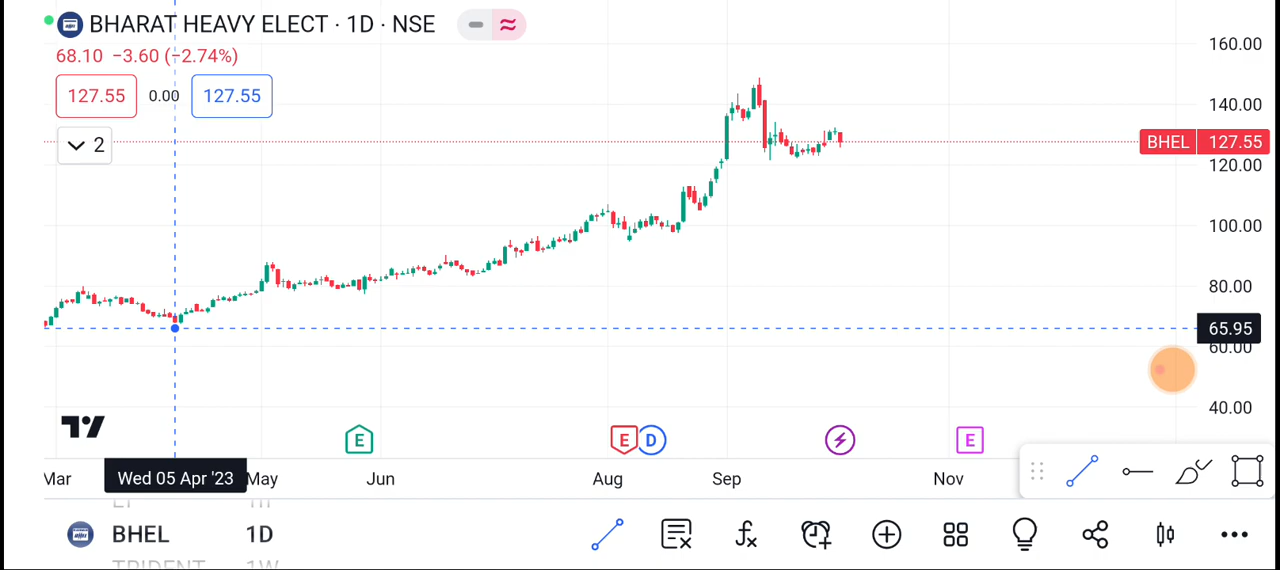 BHARAT HEAVY ELECT · 1D · NSE
68.10 −3.60 (−2.74%)
127.55 0.00 127.55
2
160.00
140.00
BHEL 127.55
120.00
100.00
80.00
65.95
60.00
40.00
E E D E
Mar Wed 05 Apr '23 May Jun Aug Sep Nov
BHEL 1D
TRIDENT 1W